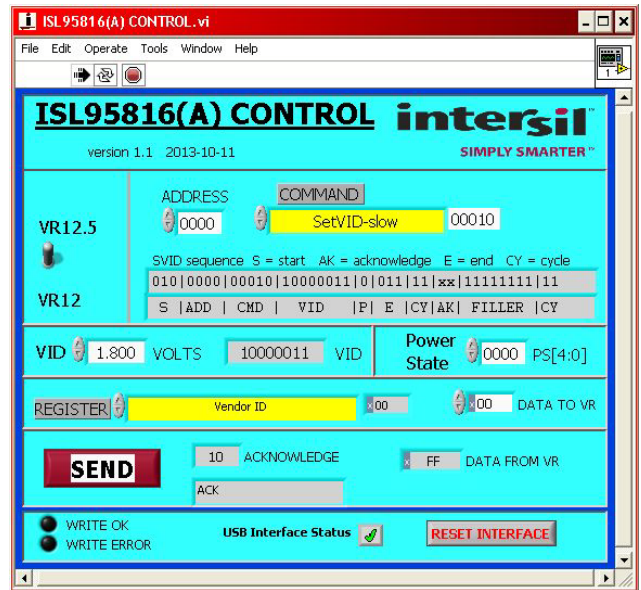 ISL95816(A) CONTROL.vi
File Edit Operate Tools Window Help
1
ISL95816(A) CONTROL
intersil™
version 1.1 2013-10-11
SIMPLY SMARTER™
ADDRESS COMMAND
VR12.5
0000 SetVID-slow 00010
SVID sequence S = start AK = acknowledge E = end CY = cycle
010|0000|00010|10000011|0|011|11|xx|11111111|11
VR12
S |ADD | CMD | VID |P| E |CY|AK| FILLER |CY
VID 1.800 VOLTS 10000011 VID
Power State 0000 PS[4:0]
REGISTER Vendor ID x 00 x 00 DATA TO VR
SEND
10 ACKNOWLEDGE
x FF DATA FROM VR
ACK
WRITE OK
WRITE ERROR
USB Interface Status
RESET INTERFACE